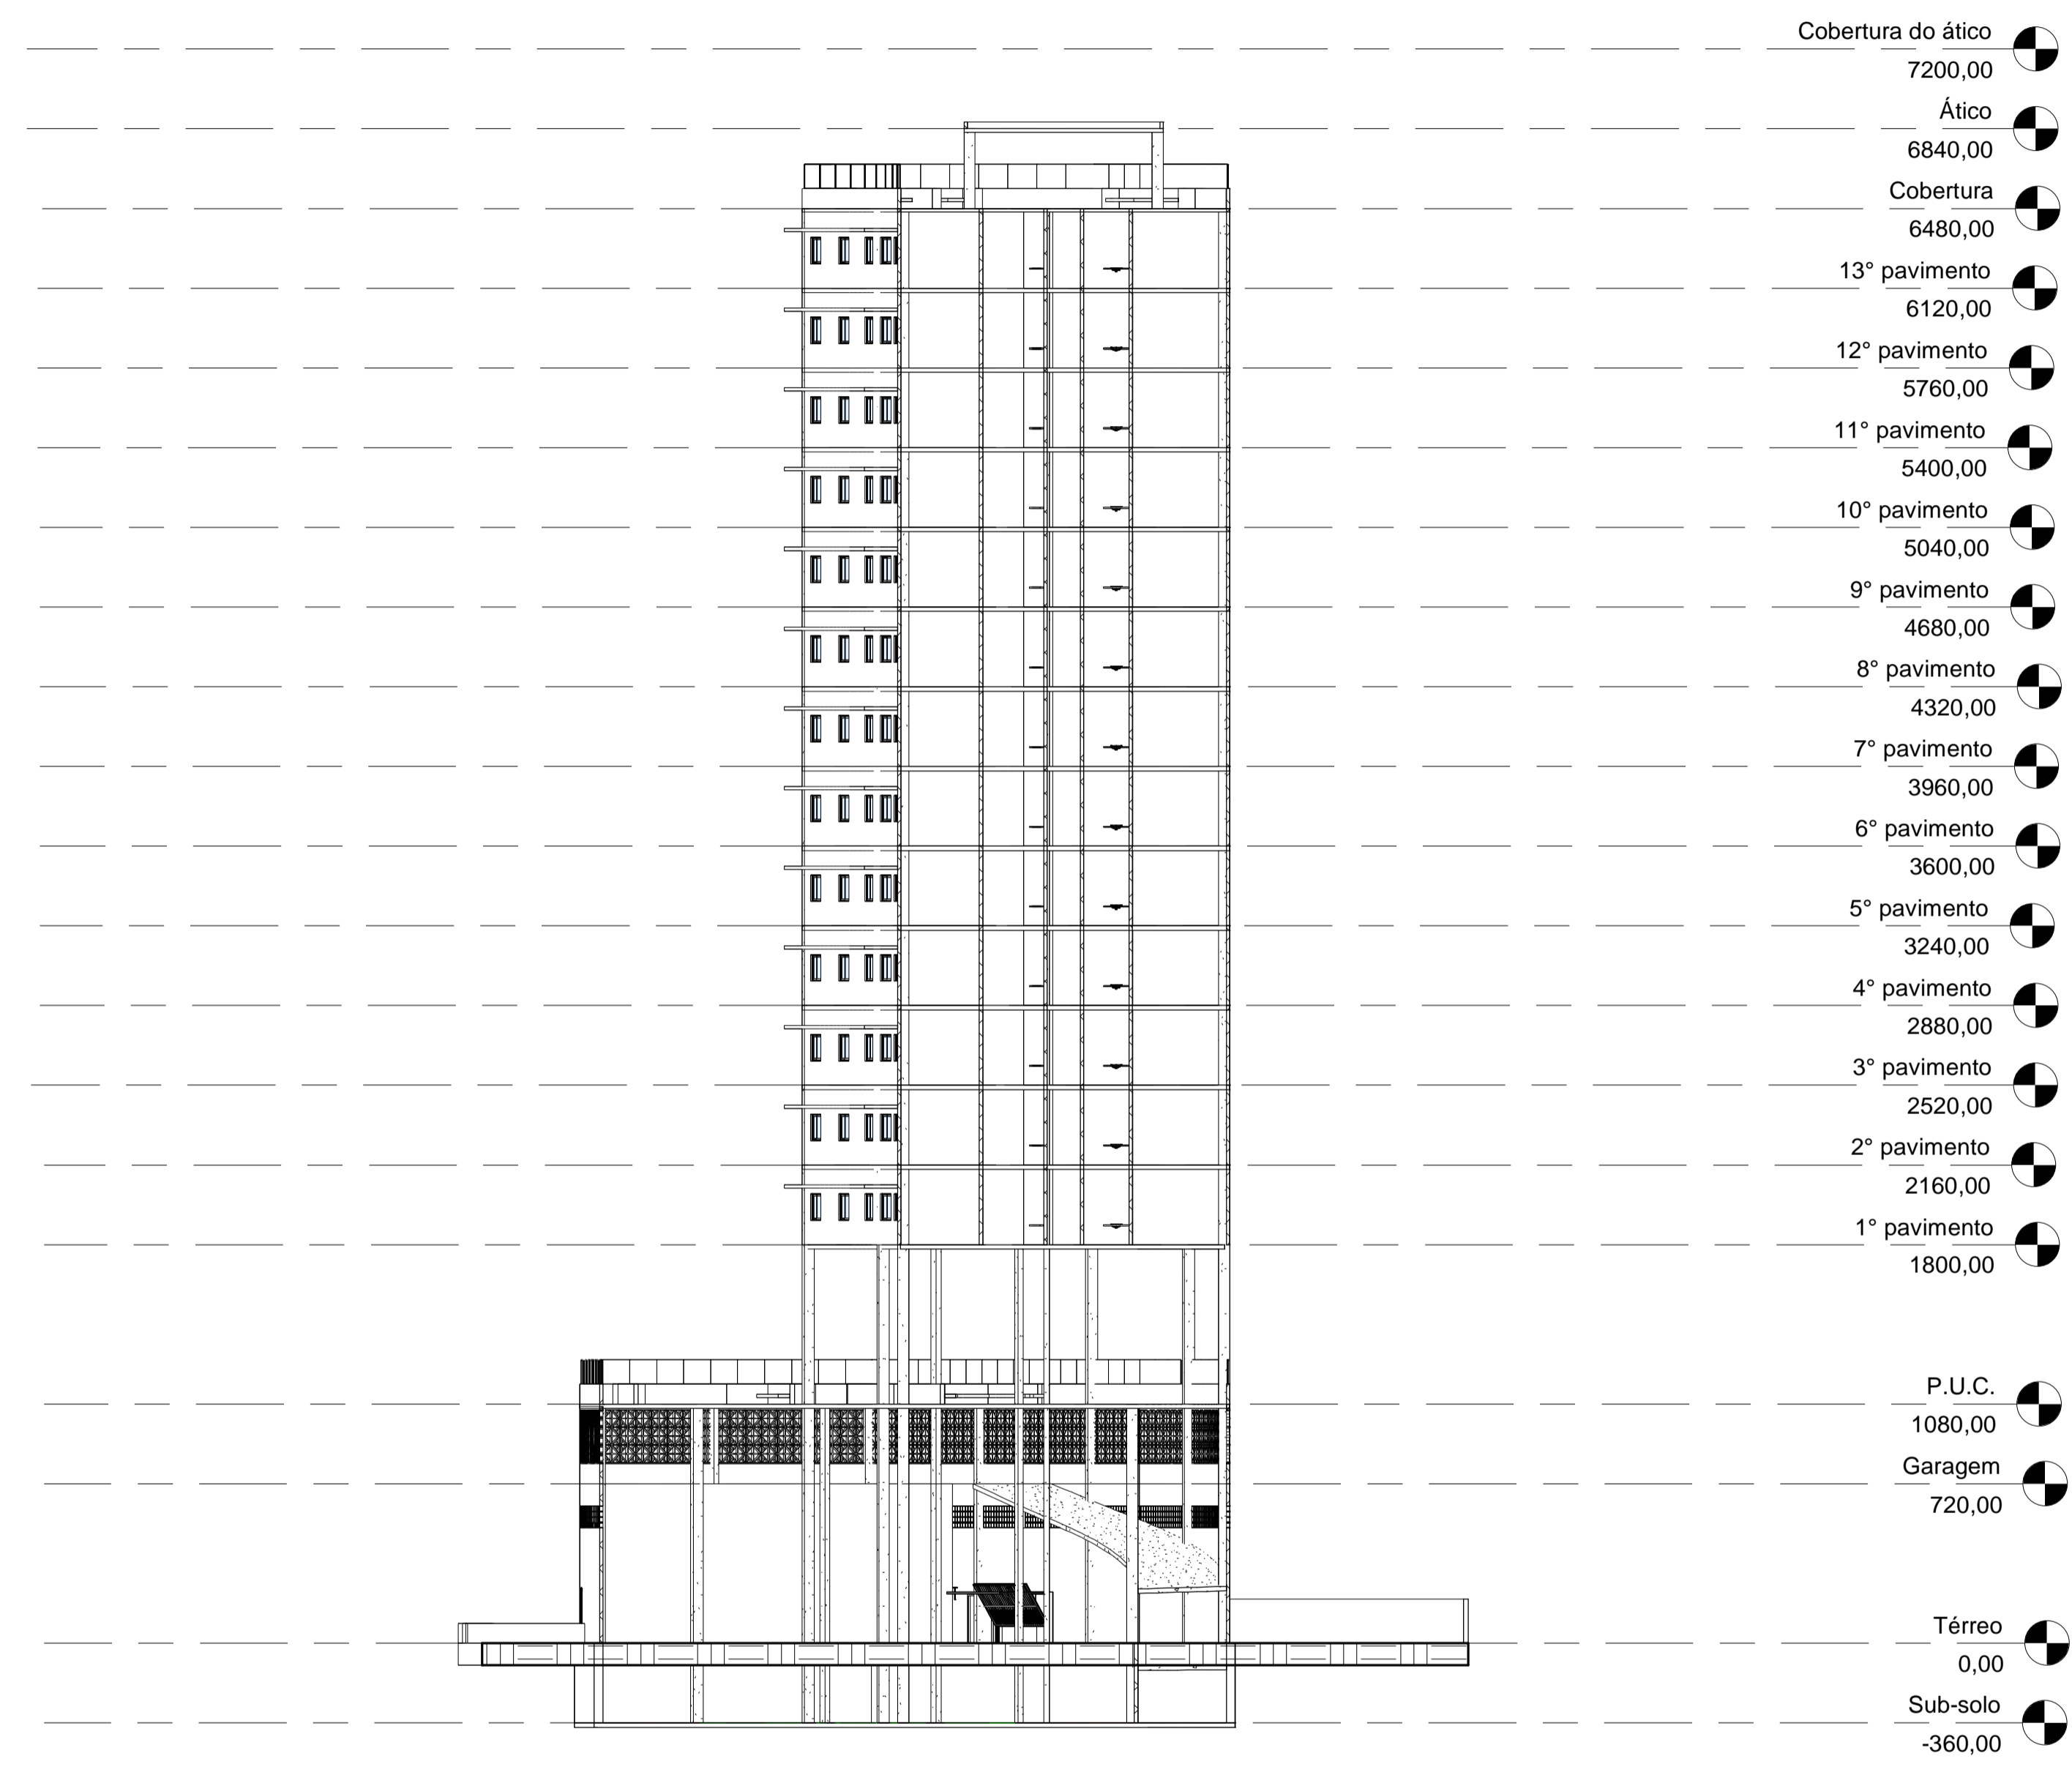 Cobertura do ático
7200,00
Ático
6840,00
Cobertura
6480,00
13° pavimento
6120,00
12° pavimento
5760,00
11° pavimento
5400,00
10° pavimento
5040,00
9° pavimento
4680,00
8° pavimento
4320,00
7° pavimento
3960,00
6° pavimento
3600,00
5° pavimento
3240,00
4° pavimento
2880,00
3° pavimento
2520,00
2° pavimento
2160,00
1° pavimento
1800,00
P.U.C.
1080,00
Garagem
720,00
Térreo
0,00
Sub-solo
-360,00